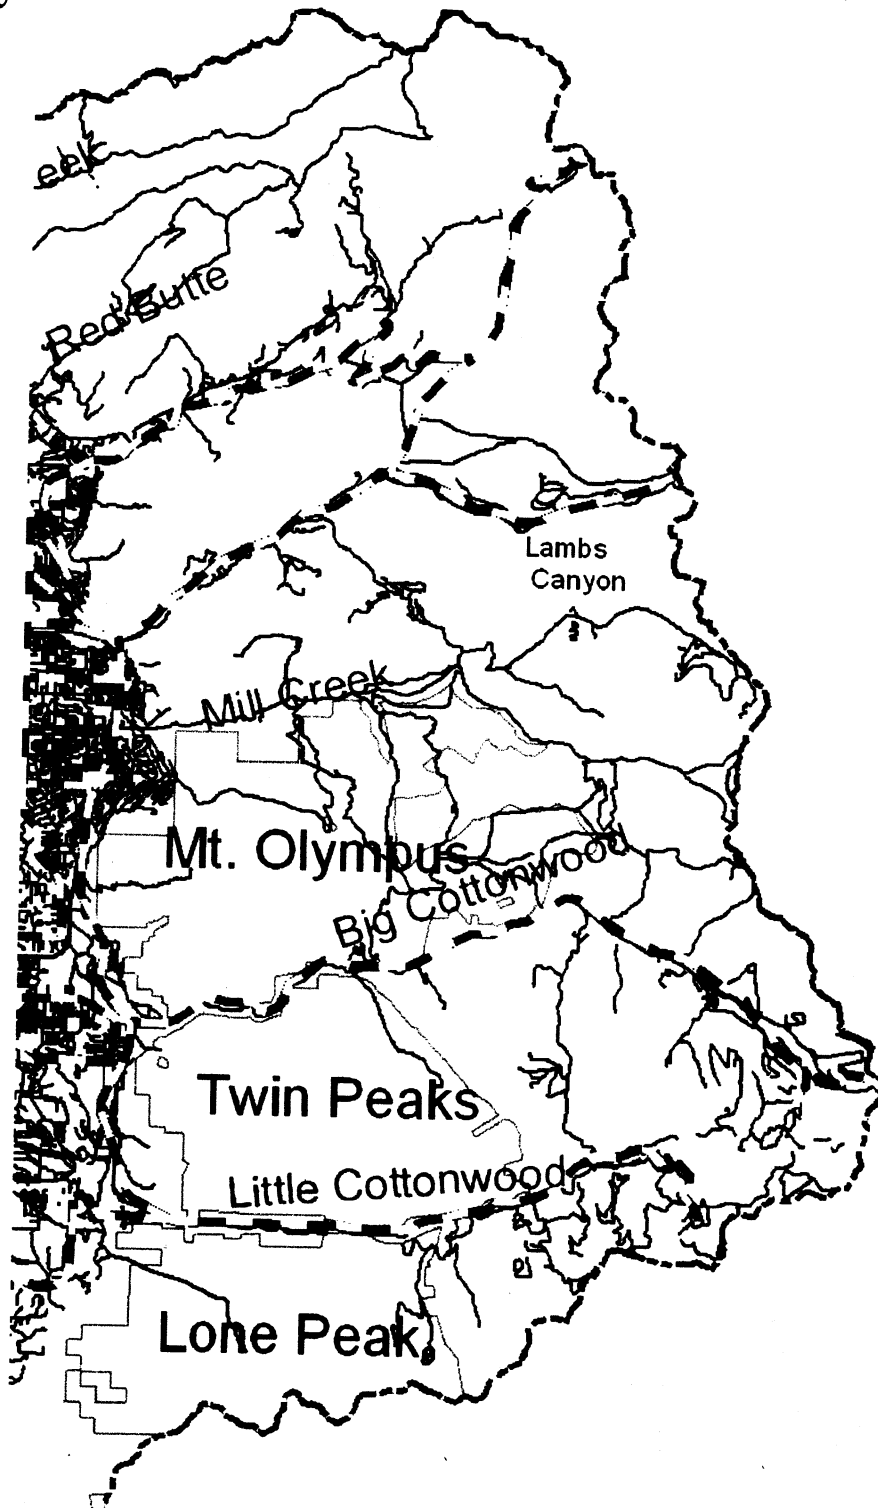 eek
Red Butte
Lambs
Canyon
Mill Creek
Mt. Olympus
Big Cottonwood
Twin Peaks
Little Cottonwood
Lone Peak